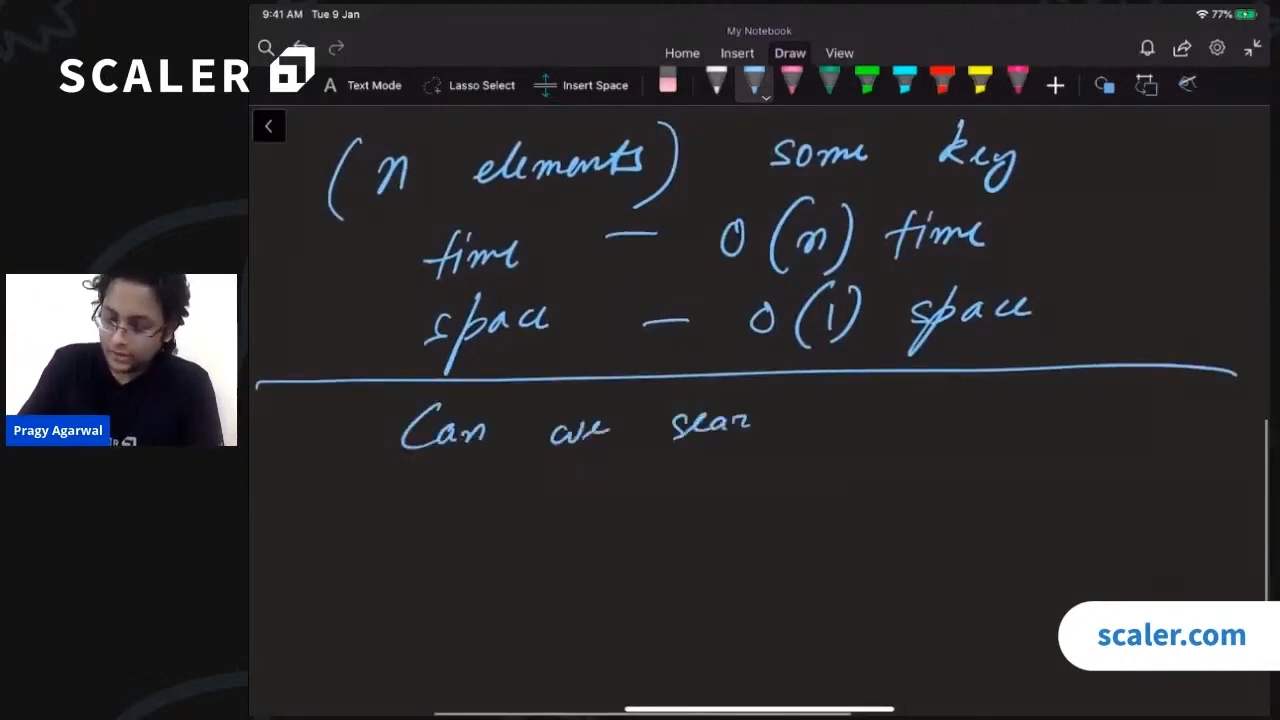 9:41 AM Tue 9 Jan
77%
My Notebook
Home Insert Draw View
SCALER
Text Mode Lasso Select Insert Space
(n elements) some key
time — O(n) time
space — O(1) space
Can we sear
Pragy Agarwal
scaler.com